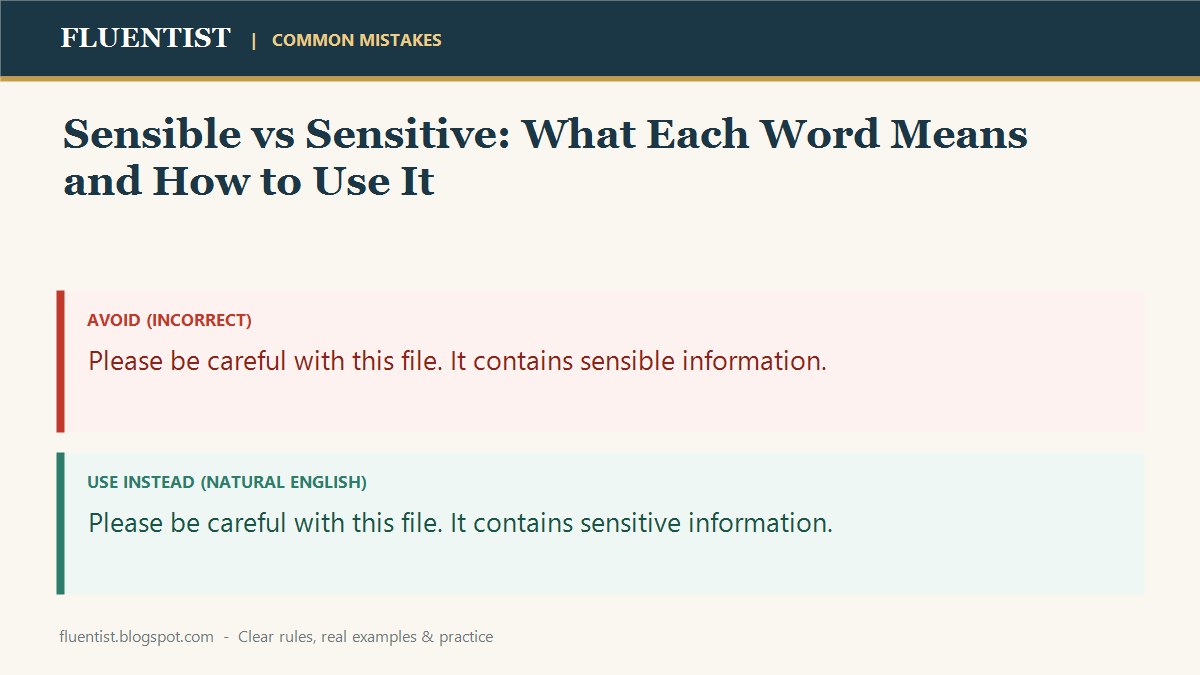 FLUENTIST | COMMON MISTAKES
Sensible vs Sensitive: What Each Word Means
and How to Use It
AVOID (INCORRECT)
Please be careful with this file. It contains sensible information.
USE INSTEAD (NATURAL ENGLISH)
Please be careful with this file. It contains sensitive information.
fluentist.blogspot.com - Clear rules, real examples & practice